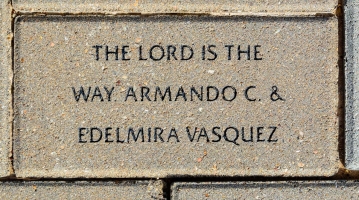 THE LORD IS THE
WAY. ARMANDO C. &
EDELMIRA VASQUEZ